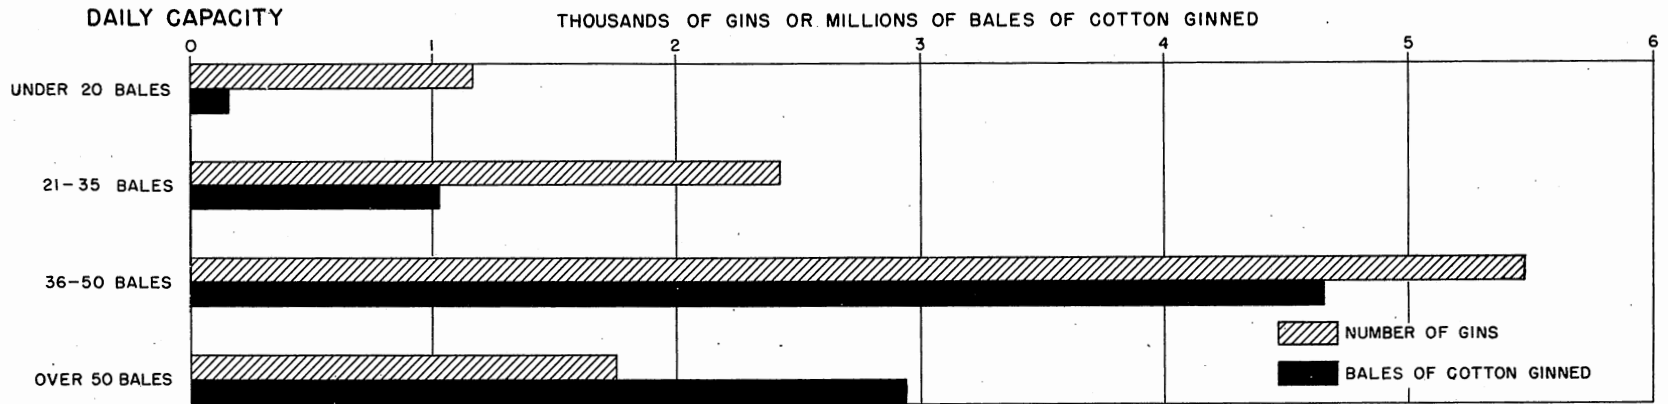 DAILY CAPACITY
THOUSANDS OF GINS OR MILLIONS OF BALES OF COTTON GINNED
0 1 2 3 4 5 6
UNDER 20 BALES
21-35 BALES
36-50 BALES
OVER 50 BALES
NUMBER OF GINS
BALES OF COTTON GINNED